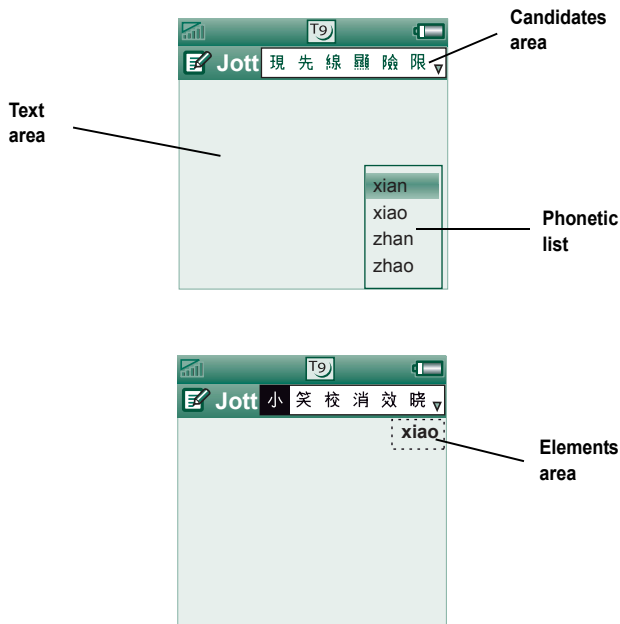 Candidates
area
T9
Jott 現 先 線 顯 險 限
Text
area
xian
xiao
zhan
zhao
Phonetic
list
T9
Jott 小 笑 校 消 效 晓
xiao
Elements
area